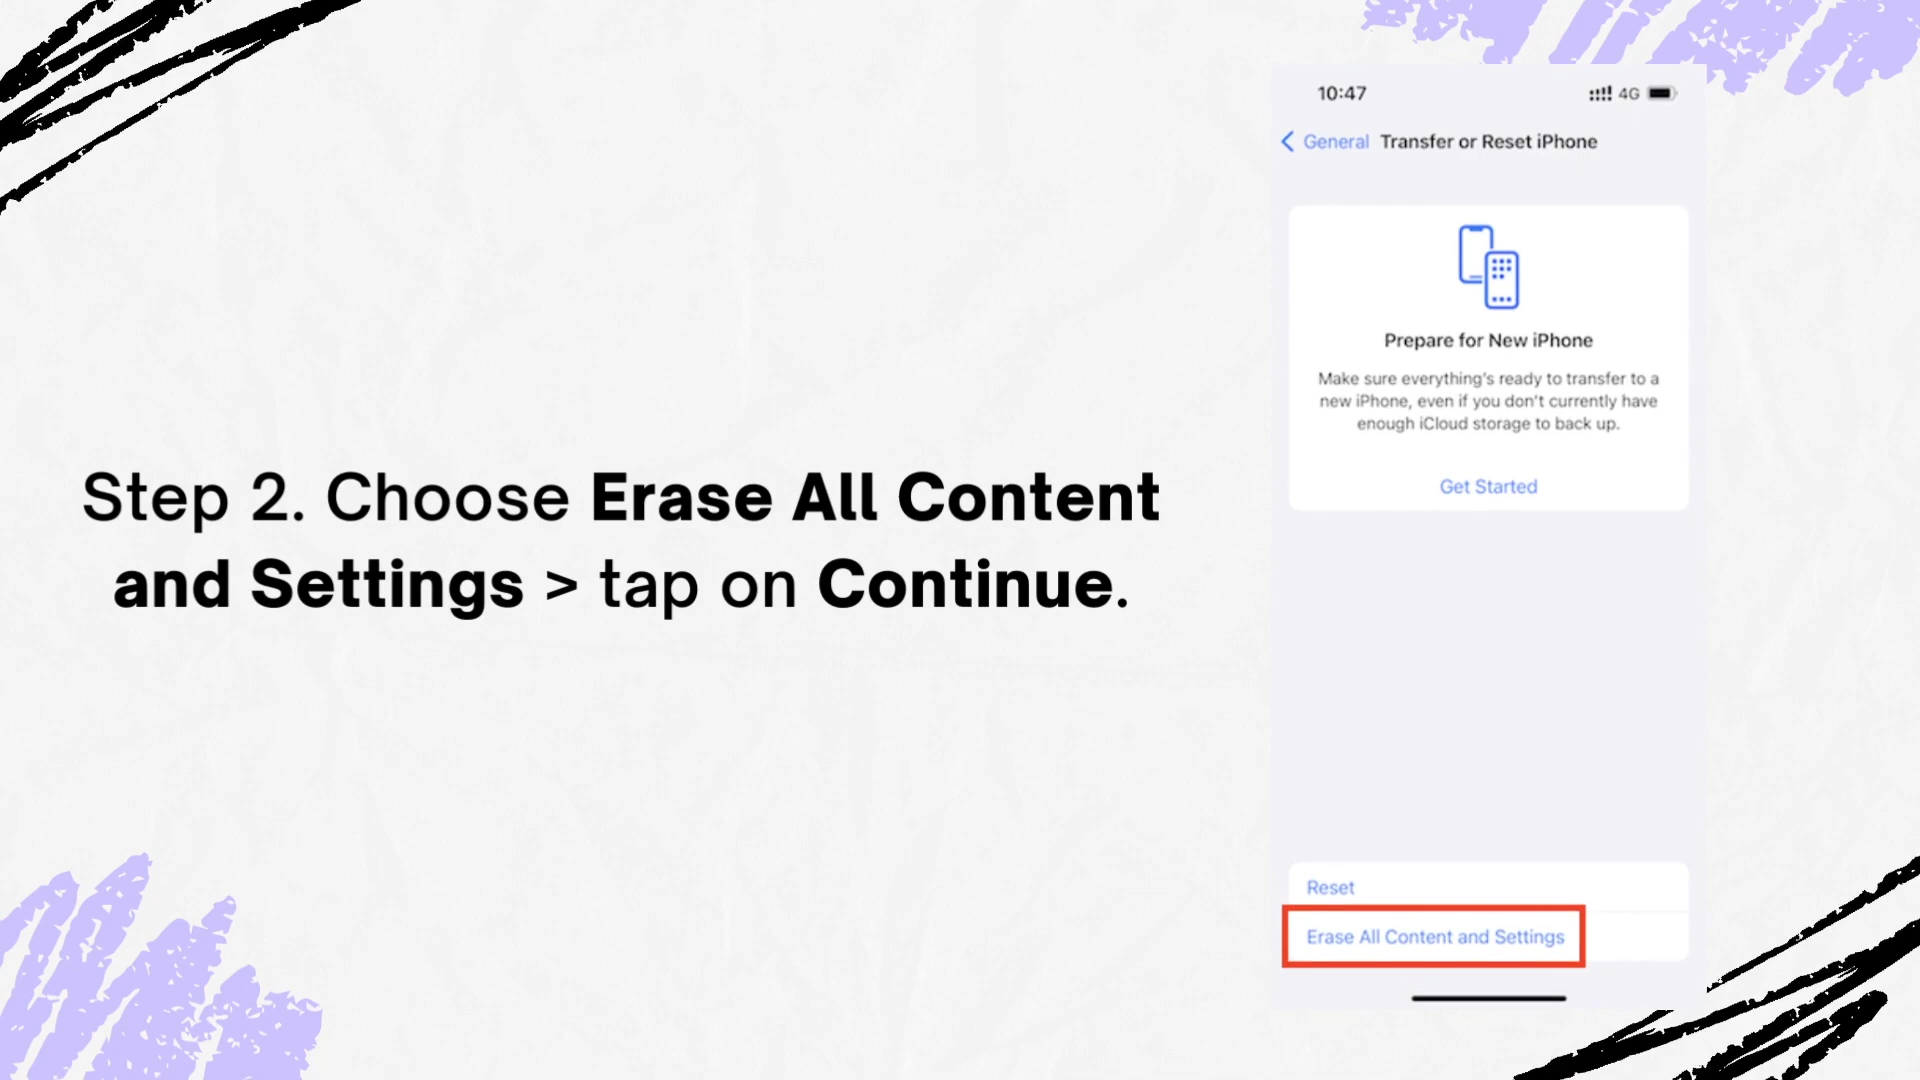 Step 2. Choose Erase All Content
and Settings > tap on Continue.
10:47
4G
General Transfer or Reset iPhone
Prepare for New iPhone
Make sure everything's ready to transfer to a
new iPhone, even if you don't currently have
enough iCloud storage to back up.
Get Started
Reset
Erase All Content and Settings